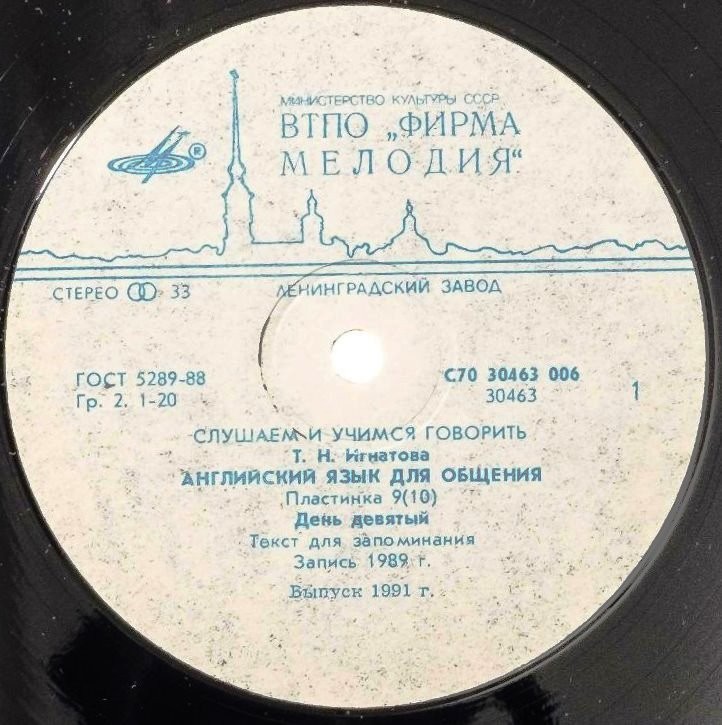 МИНИСТЕРСТВО КУЛЬТУРЫ СССР
ВТПО „ФИРМА
МЕЛОДИЯ“
®
СТЕРЕО 33
ЛЕНИНГРАДСКИЙ ЗАВОД
ГОСТ 5289-88
Гр. 2. 1-20
С70 30463 006
30463
1
СЛУШАЕМ И УЧИМСЯ ГОВОРИТЬ
Т. Н. Игнатова
АНГЛИЙСКИЙ ЯЗЫК ДЛЯ ОБЩЕНИЯ
Пластинка 9(10)
День девятый
Текст для запоминания
Запись 1989 г.
Выпуск 1991 г.